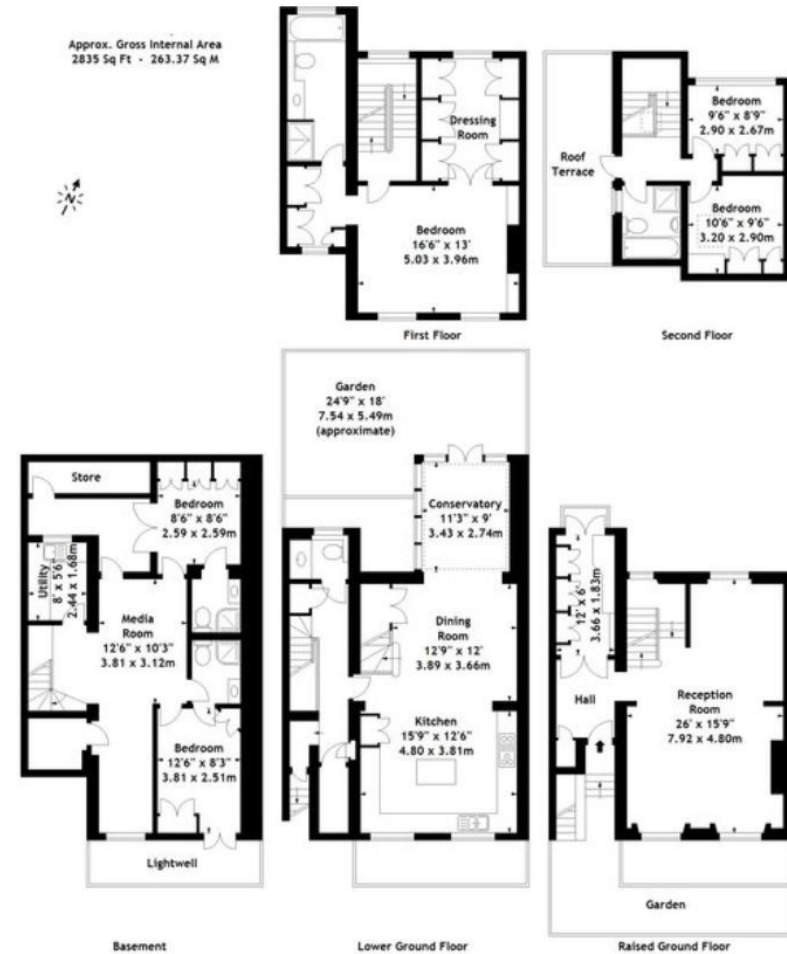 Approx. Gross Internal Area
2835 Sq Ft - 263.37 Sq M
Dressing
Room
Bedroom
16'6" x 13'
5.03 x 3.96m
First Floor
Roof
Terrace
Bedroom
9'6" x 8'9"
2.90 x 2.67m
Bedroom
10'6" x 9'6"
3.20 x 2.90m
Second Floor
Store
Bedroom
8'6" x 8'6"
2.59 x 2.59m
Utility
8' x 5'6
2.44 x 1.68m
Media
Room
12'6" x 10'3"
3.81 x 3.12m
Bedroom
12'6" x 8'3"
3.81 x 2.51m
Lightwell
Basement
Garden
24'9" x 18'
7.54 x 5.49m
(approximate)
Conservatory
11'3" x 9'
3.43 x 2.74m
Dining
Room
12'9" x 12'
3.89 x 3.66m
Kitchen
15'9" x 12'6"
4.80 x 3.81m
Lower Ground Floor
12' x 6'
3.66 x 1.83m
Hall
Reception
Room
26' x 15'9"
7.92 x 4.80m
Garden
Raised Ground Floor